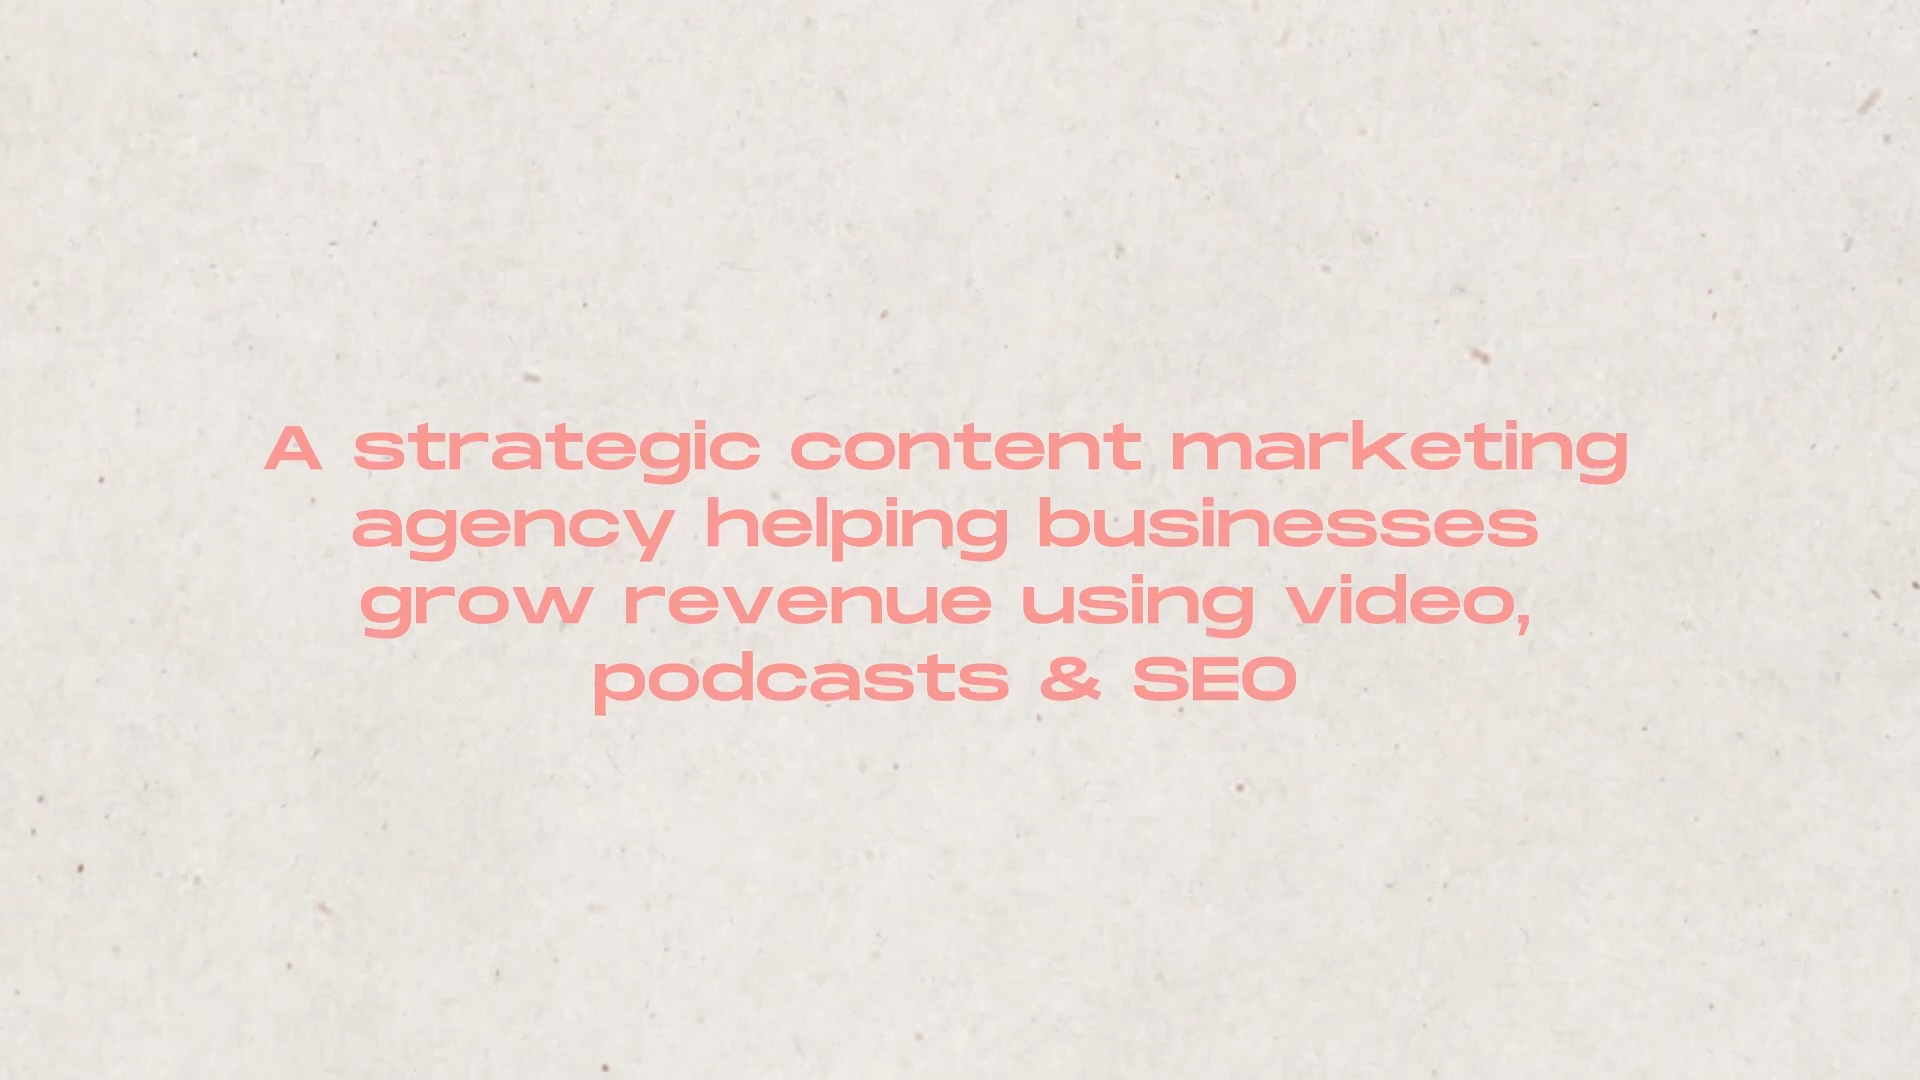 A strategic content marketing
agency helping businesses
grow revenue using video,
podcasts & SEO